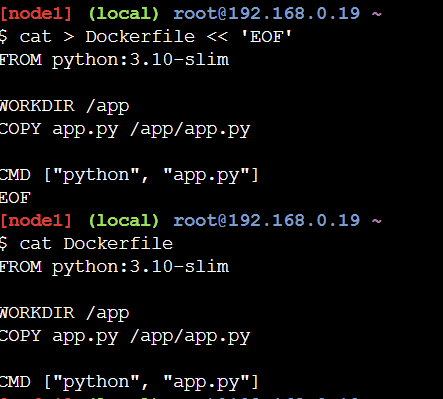 [node1] (local) root@192.168.0.19 ~
$ cat > Dockerfile << 'EOF'
FROM python:3.10-slim
WORKDIR /app
COPY app.py /app/app.py
CMD ["python", "app.py"]
EOF
[node1] (local) root@192.168.0.19 ~
$ cat Dockerfile
FROM python:3.10-slim
WORKDIR /app
COPY app.py /app/app.py
CMD ["python", "app.py"]